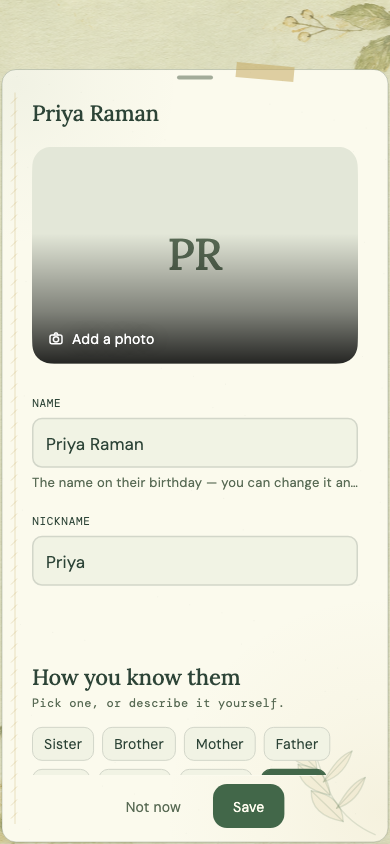 Priya Raman
PR
Add a photo
NAME
Priya Raman
The name on their birthday — you can change it an…
NICKNAME
Priya
How you know them
Pick one, or describe it yourself.
Sister Brother Mother Father
Not now Save